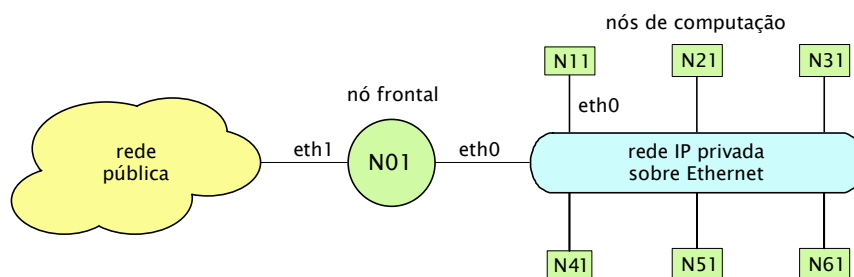 nós de computação
N11
N21
N31
nó frontal
eth0
rede
pública
eth1
N01
eth0
rede IP privada
sobre Ethernet
N41
N51
N61